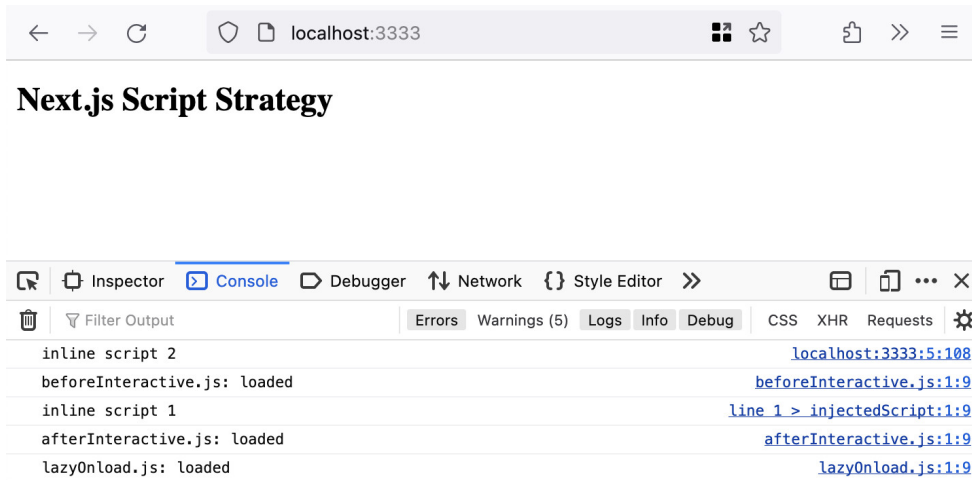 localhost:3333
Next.js Script Strategy
Inspector Console Debugger Network Style Editor
Filter Output Errors Warnings (5) Logs Info Debug CSS XHR Requests
inline script 2 localhost:3333:5:108
beforeInteractive.js: loaded beforeInteractive.js:1:9
inline script 1 line 1 > injectedScript:1:9
afterInteractive.js: loaded afterInteractive.js:1:9
lazyOnload.js: loaded lazyOnload.js:1:9